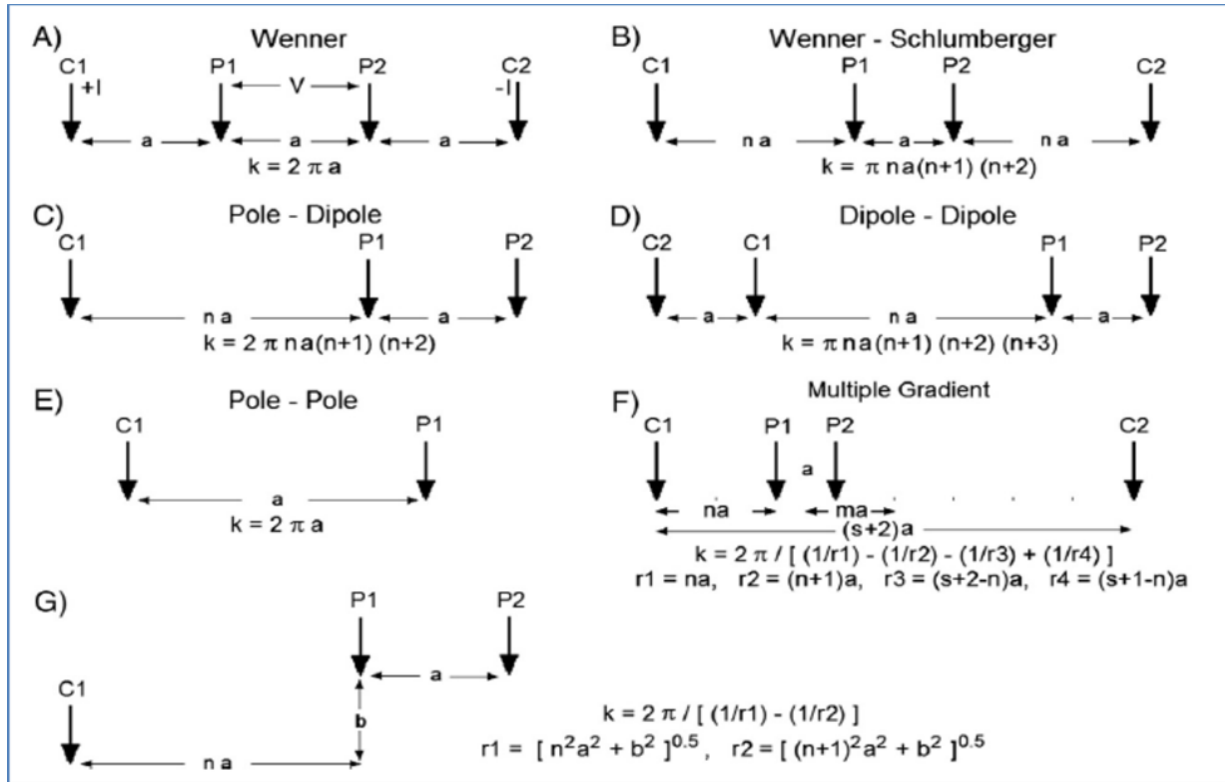 A) Wenner
C1 P1 P2 C2
+I V -I
a a a
k = 2 π a
B) Wenner - Schlumberger
C1 P1 P2 C2
n a a n a
k = π na(n+1) (n+2)
C) Pole - Dipole
C1 P1 P2
n a a
k = 2 π na(n+1) (n+2)
D) Dipole - Dipole
C2 C1 P1 P2
a na a
k = π na(n+1) (n+2) (n+3)
E) Pole - Pole
C1 P1
a
k = 2 π a
F) Multiple Gradient
C1 P1 P2 C2
a
na ma
(s+2)a
k = 2 π / [ (1/r1) - (1/r2) - (1/r3) + (1/r4) ]
r1 = na, r2 = (n+1)a, r3 = (s+2-n)a, r4 = (s+1-n)a
G)
P1 P2
a
C1
b
n a
k = 2 π / [ (1/r1) - (1/r2) ]
r1 = [ n²a² + b² ]^0.5 , r2 = [ (n+1)²a² + b² ]^0.5